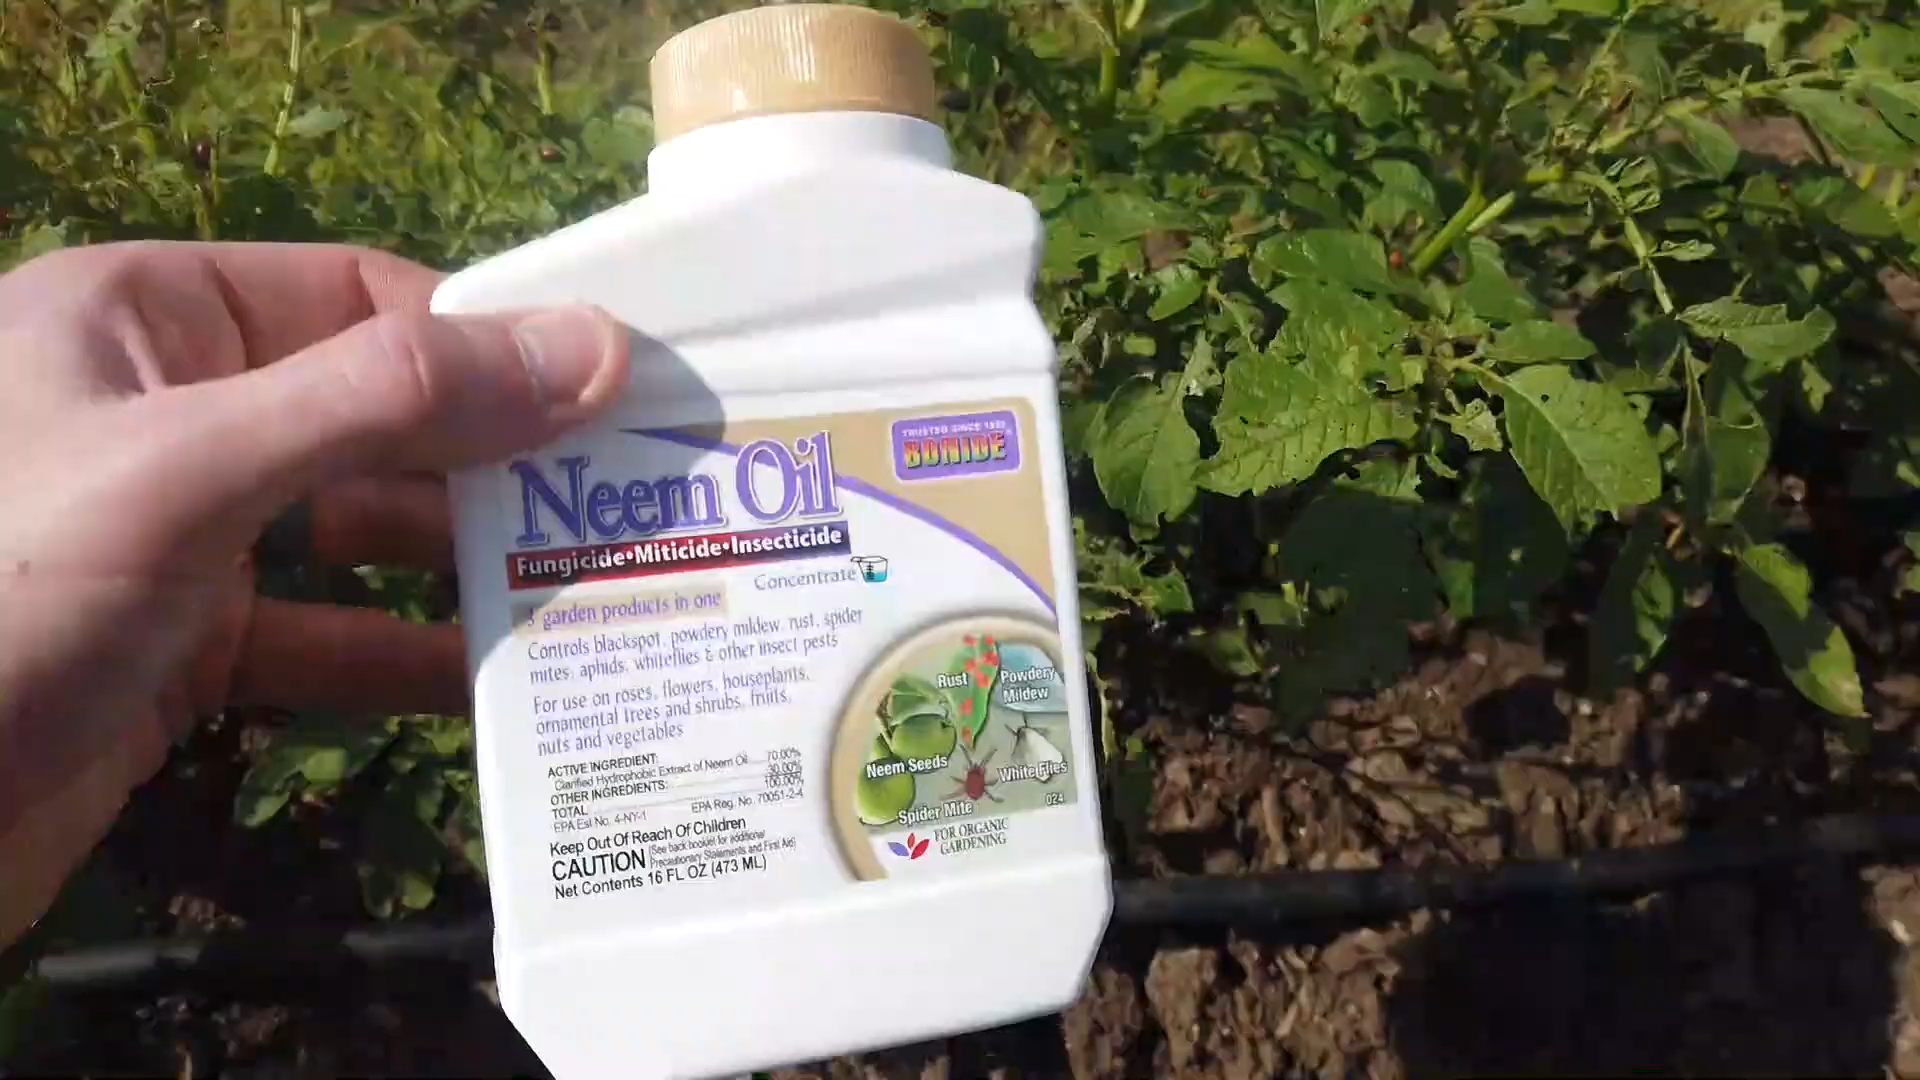 TRUSTED SINCE 1926
BONIDE
Neem Oil
Fungicide•Miticide•Insecticide
Concentrate
3 garden products in one
Controls blackspot, powdery mildew, rust, spider
mites, aphids, whiteflies & other insect pests
For use on roses, flowers, houseplants,
ornamental trees and shrubs, fruits,
nuts and vegetables
ACTIVE INGREDIENT:
Clarified Hydrophobic Extract of Neem Oil 70.00%
OTHER INGREDIENTS: 30.00%
TOTAL 100.00%
EPA Est No. 4-NY-1 EPA Reg. No. 70051-2-4
Keep Out Of Reach Of Children
CAUTION (See back booklet for additional
Precautionary Statements and First Aid)
Net Contents 16 FL OZ (473 ML)
Rust
Powdery
Mildew
Neem Seeds
White Flies
Spider Mite
024
FOR ORGANIC
GARDENING